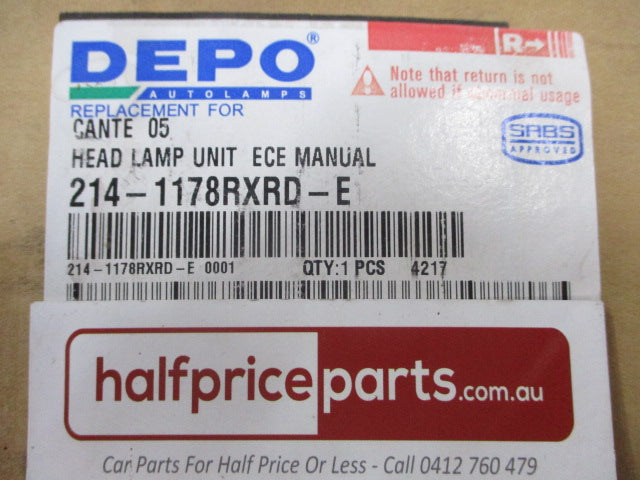 DEPO®
AUTOLAMPS
REPLACEMENT FOR
CANTE 05
HEAD LAMP UNIT ECE MANUAL
214-1178RXRD-E
214-1178RXRD-E 0001 QTY:1 PCS 4217
R
Note that return is not
allowed if usage
SABS
APPROVED
halfpriceparts.com.au
Car Parts For Half Price Or Less - Call 0412 760 479